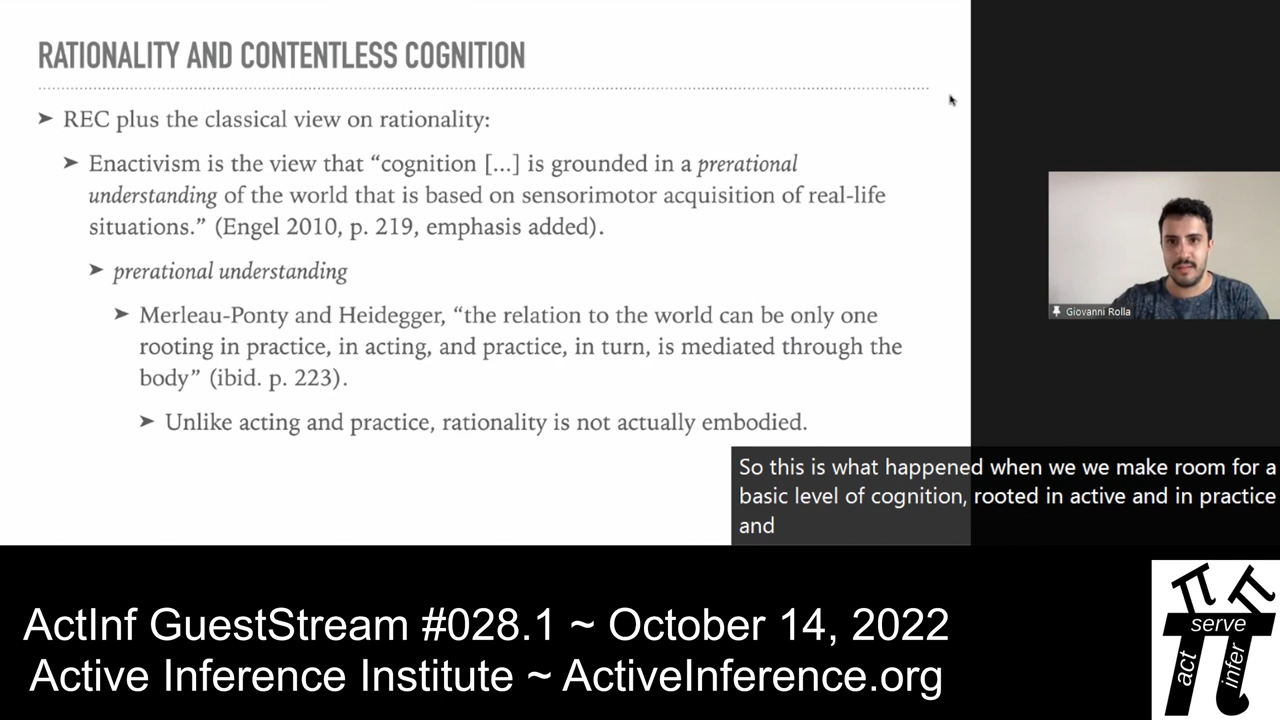 RATIONALITY AND CONTENTLESS COGNITION
➤ REC plus the classical view on rationality:
➤ Enactivism is the view that “cognition [...] is grounded in a prerational
understanding of the world that is based on sensorimotor acquisition of real-life
situations.” (Engel 2010, p. 219, emphasis added).
➤ prerational understanding
➤ Merleau-Ponty and Heidegger, “the relation to the world can be only one
rooting in practice, in acting, and practice, in turn, is mediated through the
body” (ibid. p. 223).
➤ Unlike acting and practice, rationality is not actually embodied.
Giovanni Rolla
So this is what happened when we we make room for a
basic level of cognition, rooted in active and in practice
and
ActInf GuestStream #028.1 ~ October 14, 2022
Active Inference Institute ~ ActiveInference.org
serve
act
infer